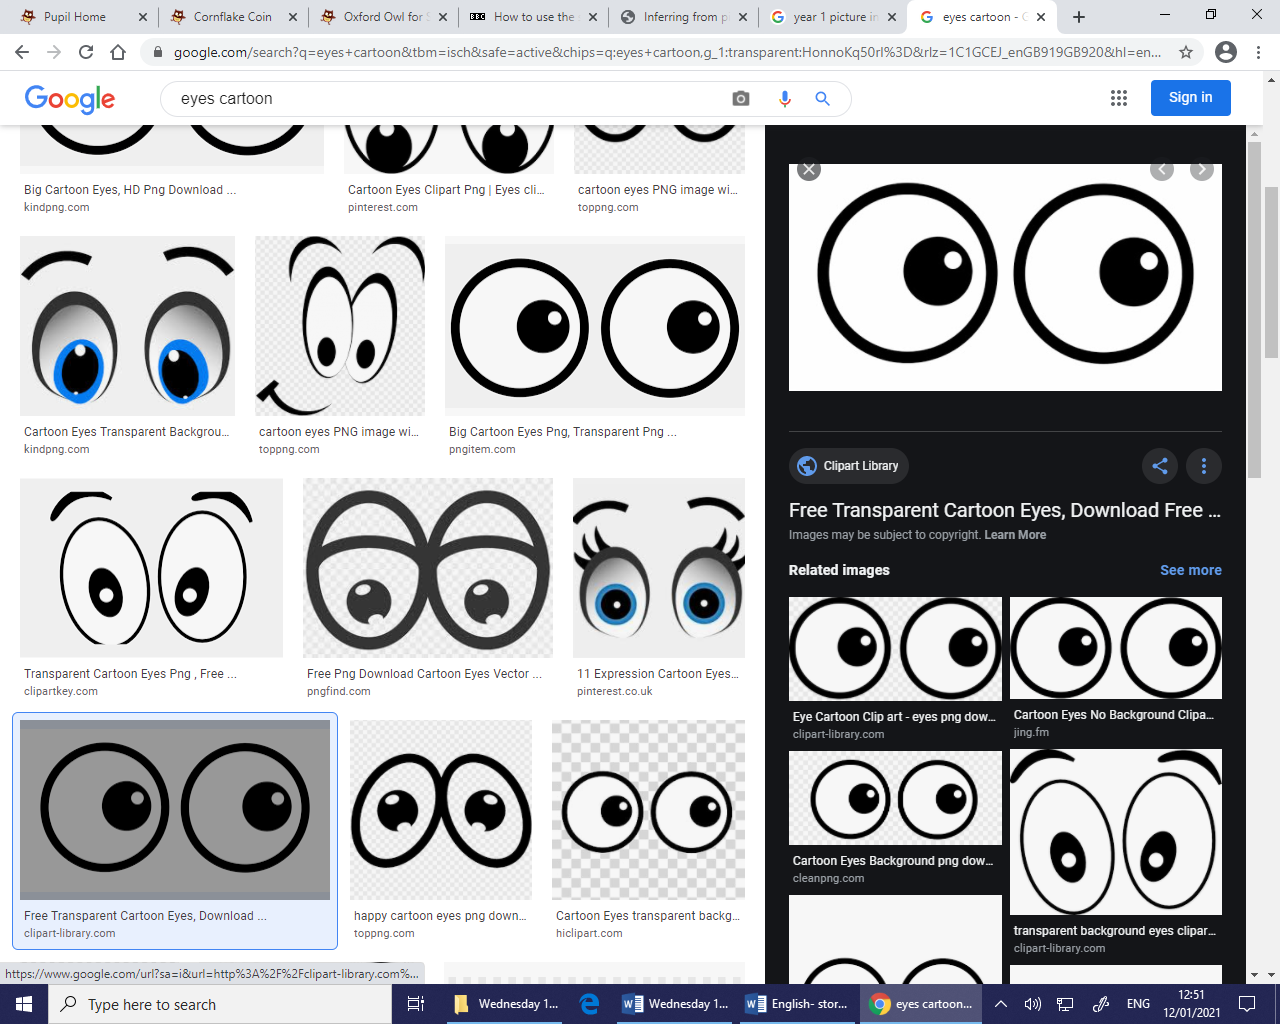 Pupil Home
Cornflake Coin
Oxford Owl for S
BBC How to use the s
Inferring from pi
year 1 picture in
eyes cartoon - G
google.com/search?q=eyes+cartoon&tbm=isch&safe=active&chips=q:eyes+cartoon,g_1:transparent:HonnoKq50rI%3D&rlz=1C1GCEJ_enGB919GB920&hl=en...
Google
eyes cartoon
Sign in
Big Cartoon Eyes, HD Png Download ...
kindpng.com
Cartoon Eyes Clipart Png | Eyes cli...
pinterest.com
cartoon eyes PNG image wi...
toppng.com
Cartoon Eyes Transparent Backgrou...
kindpng.com
cartoon eyes PNG image wi...
toppng.com
Big Cartoon Eyes Png, Transparent Png ...
pngitem.com
Transparent Cartoon Eyes Png , Free ...
clipartkey.com
Free Png Download Cartoon Eyes Vector ...
pngfind.com
11 Expression Cartoon Eyes...
pinterest.co.uk
Free Transparent Cartoon Eyes, Download ...
clipart-library.com
happy cartoon eyes png down...
toppng.com
Cartoon Eyes transparent backg...
hiclipart.com
Clipart Library
Free Transparent Cartoon Eyes, Download Free ...
Images may be subject to copyright. Learn More
Related images
See more
Eye Cartoon Clip art - eyes png dow...
clipart-library.com
Cartoon Eyes No Background Clipa...
jing.fm
Cartoon Eyes Background png dow...
cleanpng.com
transparent background eyes clipar...
clipart-library.com
https://www.google.com/url?sa=i&url=http%3A%2F%2Fclipart-library.com%...
Type here to search
Wednesday 1...
Wednesday 1...
English- stor...
eyes cartoon...
ENG
12:51
12/01/2021